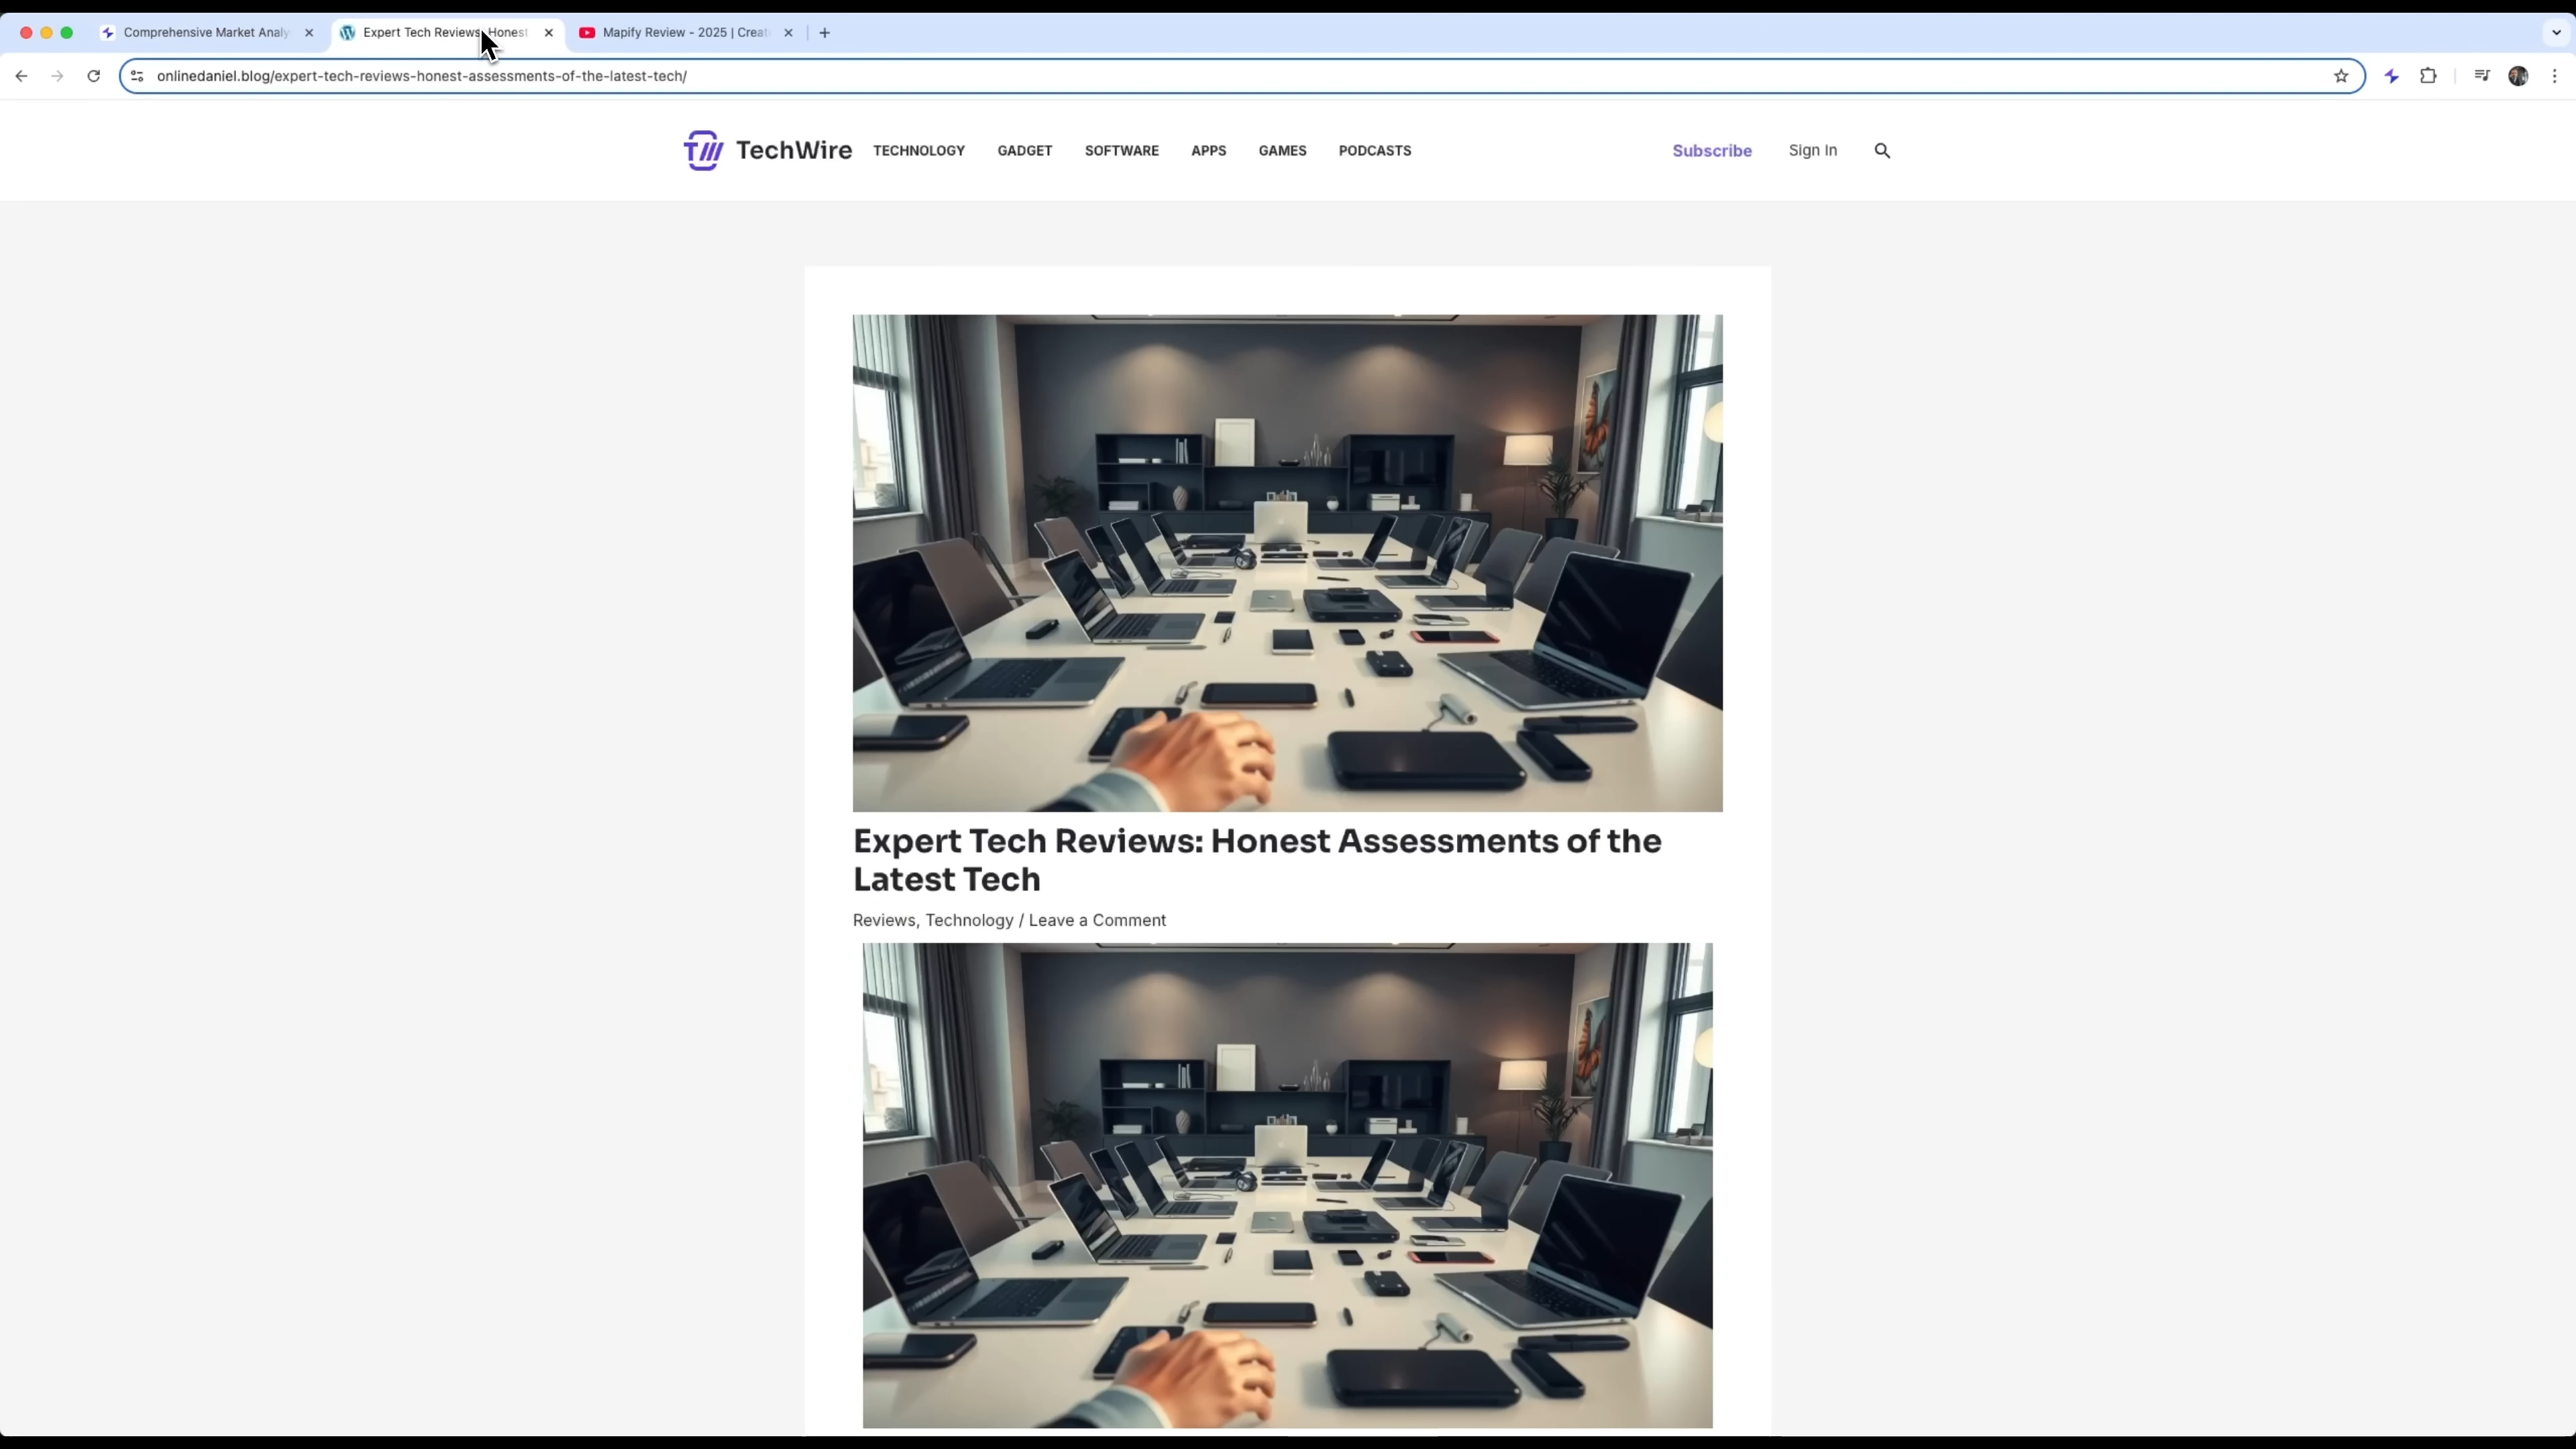 Comprehensive Market Analy
Expert Tech Reviews: Honest
Mapify Review - 2025 | Creat
onlinedaniel.blog/expert-tech-reviews-honest-assessments-of-the-latest-tech/
TechWire
TECHNOLOGY
GADGET
SOFTWARE
APPS
GAMES
PODCASTS
Subscribe
Sign In
Expert Tech Reviews: Honest Assessments of the
Latest Tech
Reviews, Technology / Leave a Comment